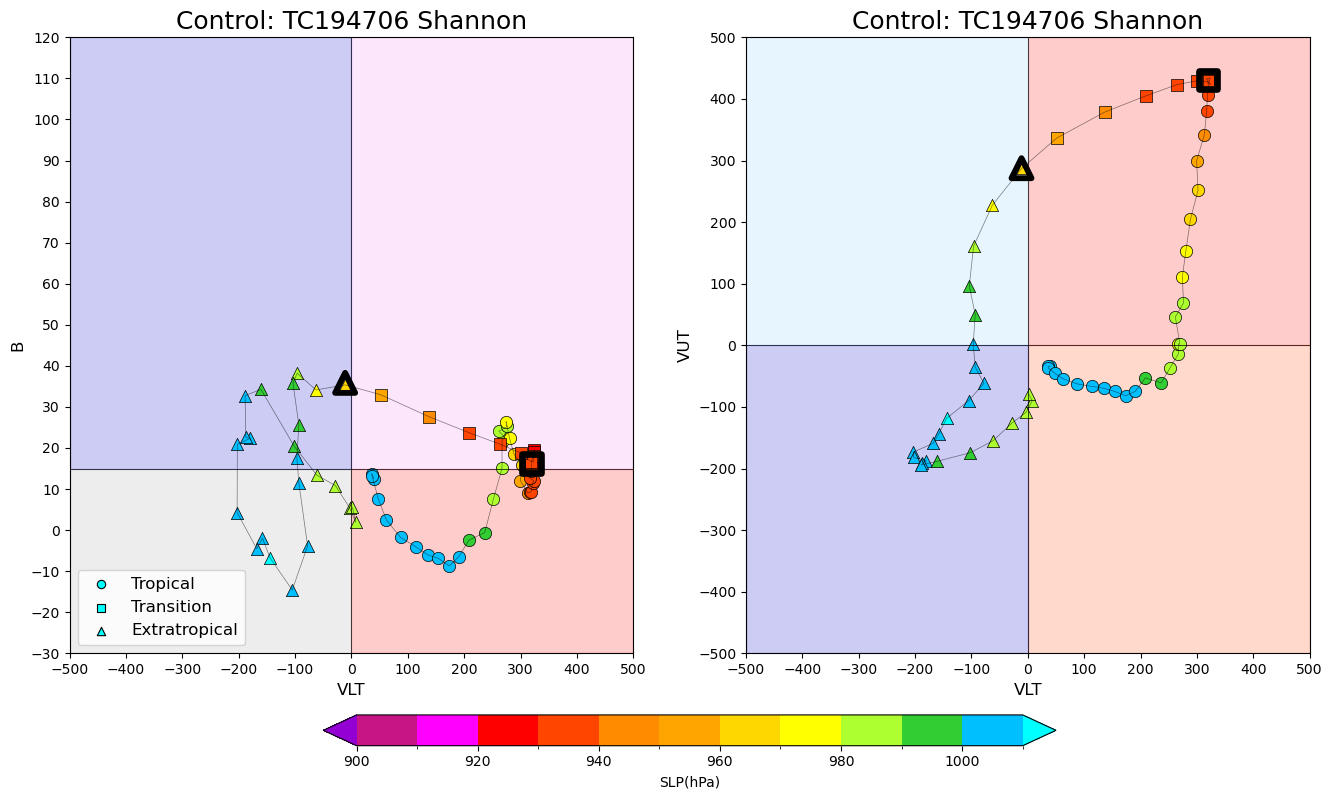 Control: TC194706 Shannon
Control: TC194706 Shannon
120
110
100
90
80
70
60
50
40
30
20
10
0
−10
−20
−30
B
−500 −400 −300 −200 −100 0 100 200 300 400 500
VLT
Tropical
Transition
Extratropical
500
400
300
200
100
0
−100
−200
−300
−400
−500
VUT
−500 −400 −300 −200 −100 0 100 200 300 400 500
VLT
900 920 940 960 980 1000
SLP(hPa)